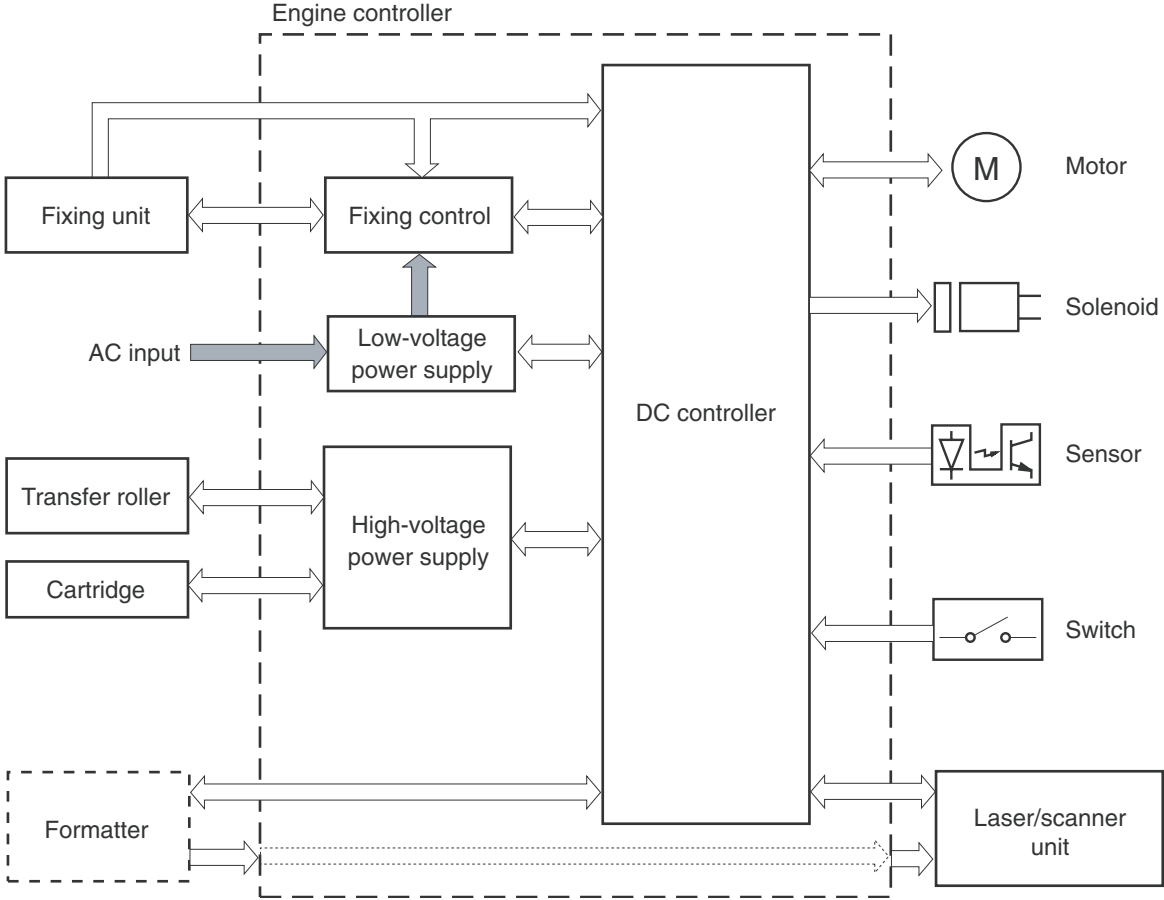 Engine controller
Fixing unit
Fixing control
M
Motor
Solenoid
AC input
Low-voltage
power supply
DC controller
Sensor
Transfer roller
High-voltage
power supply
Cartridge
Switch
Formatter
Laser/scanner
unit